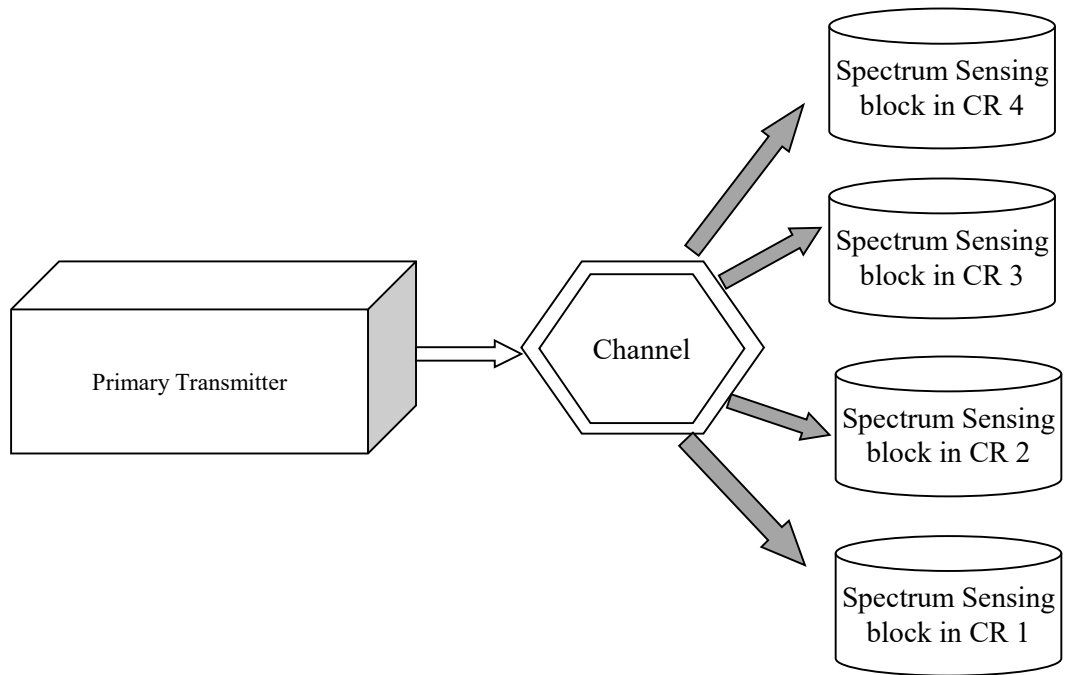 Spectrum Sensing
block in CR 4
Spectrum Sensing
block in CR 3
Primary Transmitter
Channel
Spectrum Sensing
block in CR 2
Spectrum Sensing
block in CR 1